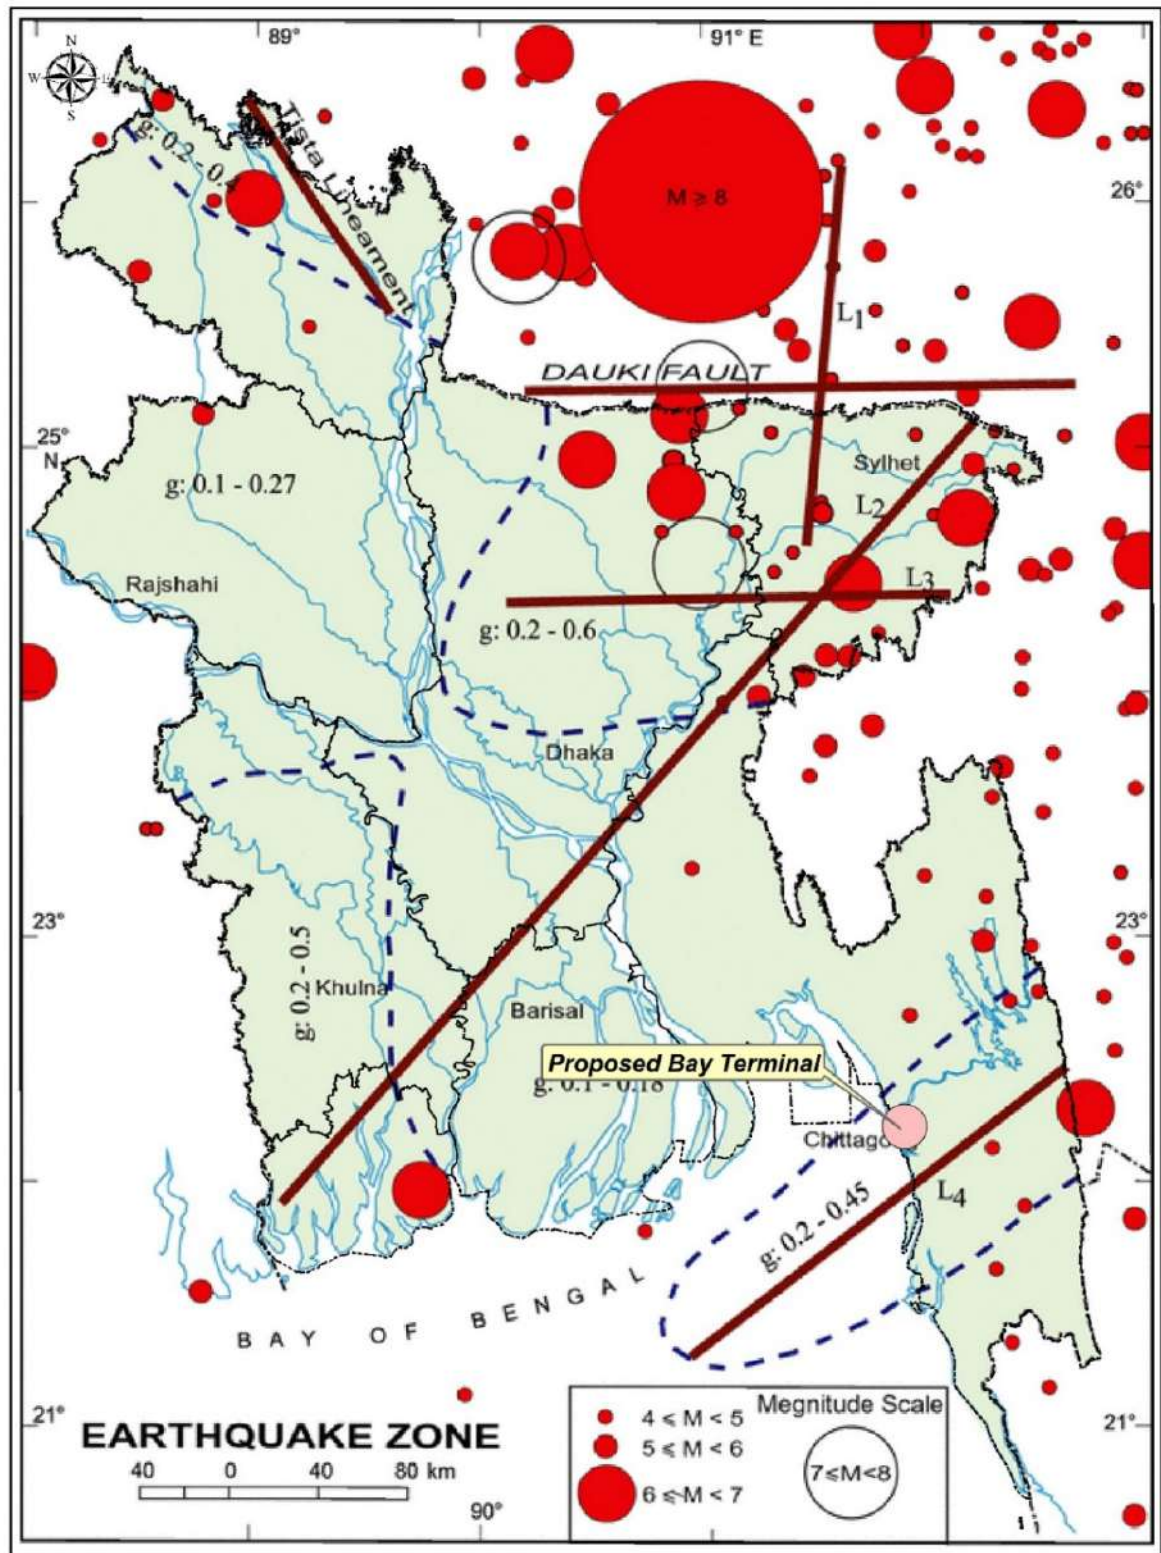 89°
91° E
N
W
E
S
Tista Lineament
g: 0.2 - 0.4
M ≥ 8
26°
L1
DAUKI FAULT
25°
N
Sylhet
g: 0.1 - 0.27
L2
Rajshahi
L3
g: 0.2 - 0.6
Dhaka
23°
23°
g: 0.2 - 0.5
Khulna
Barisal
Proposed Bay Terminal
g: 0.1 - 0.18
Chittago
L4
g: 0.2 - 0.45
BAY OF BENGAL
21°
21°
EARTHQUAKE ZONE
40 0 40 80 km
90°
Megnitude Scale
4 ≤ M < 5
5 ≤ M < 6
6 ≤ M < 7
7≤M<8